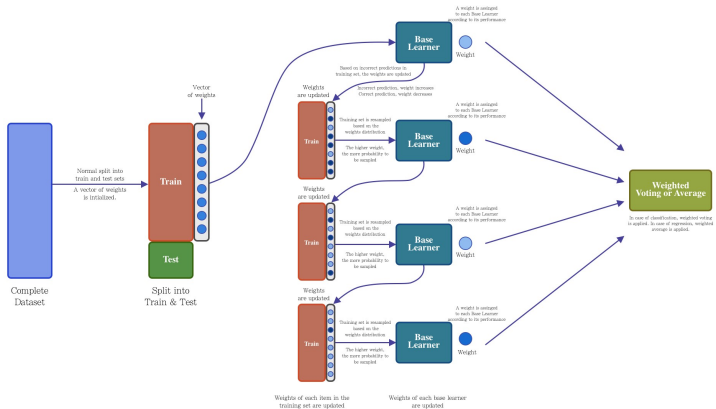 A weight is assinged
to each Base Learner
according to its performance
Base
Learner
Weight
Based on incorrect predictions in
training set, the weights are updated
Incorrect prediction, weight increases
Correct prediction, weight decreases
Vector
of weights
Weights
are updated
Train
Training set is resampled
based on the
weights distribution
The higher weight,
the more probability to
be sampled
A weight is assinged
to each Base Learner
according to its performance
Base
Learner
Weight
Normal split into
train and test sets
A vector of weights
is intialized.
Train
Test
Complete
Dataset
Split into
Train & Test
Weights
are updated
Train
Training set is resampled
based on the
weights distribution
The higher weight,
the more probability to
be sampled
A weight is assinged
to each Base Learner
according to its performance
Base
Learner
Weight
Weighted
Voting or Average
In case of classification, weighted voting
is applied. In case of regression, weighted
average is applied.
Weights
are updated
Train
Training set is resampled
based on the
weights distribution
The higher weight,
the more probability to
be sampled
A weight is assinged
to each Base Learner
according to its performance
Base
Learner
Weight
Weights of each item in the
training set are updated
Weights of each base learner
are updated